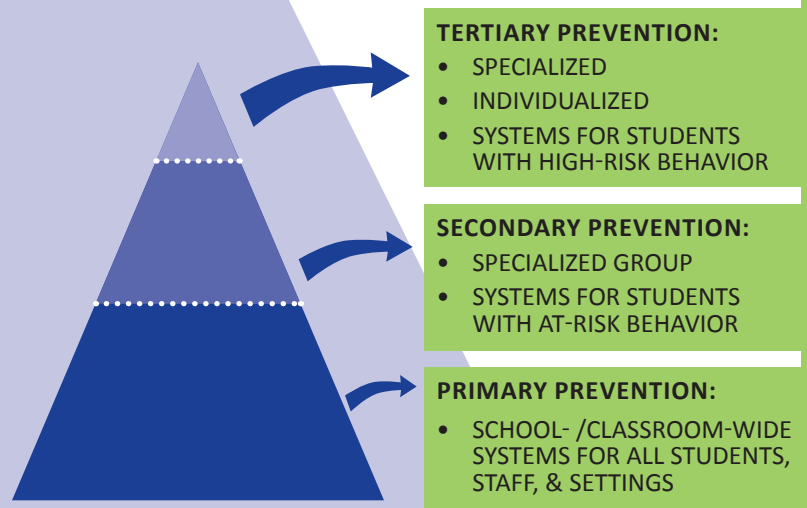 TERTIARY PREVENTION:
• SPECIALIZED
• INDIVIDUALIZED
• SYSTEMS FOR STUDENTS
WITH HIGH-RISK BEHAVIOR
SECONDARY PREVENTION:
• SPECIALIZED GROUP
• SYSTEMS FOR STUDENTS
WITH AT-RISK BEHAVIOR
PRIMARY PREVENTION:
• SCHOOL- /CLASSROOM-WIDE
SYSTEMS FOR ALL STUDENTS,
STAFF, & SETTINGS